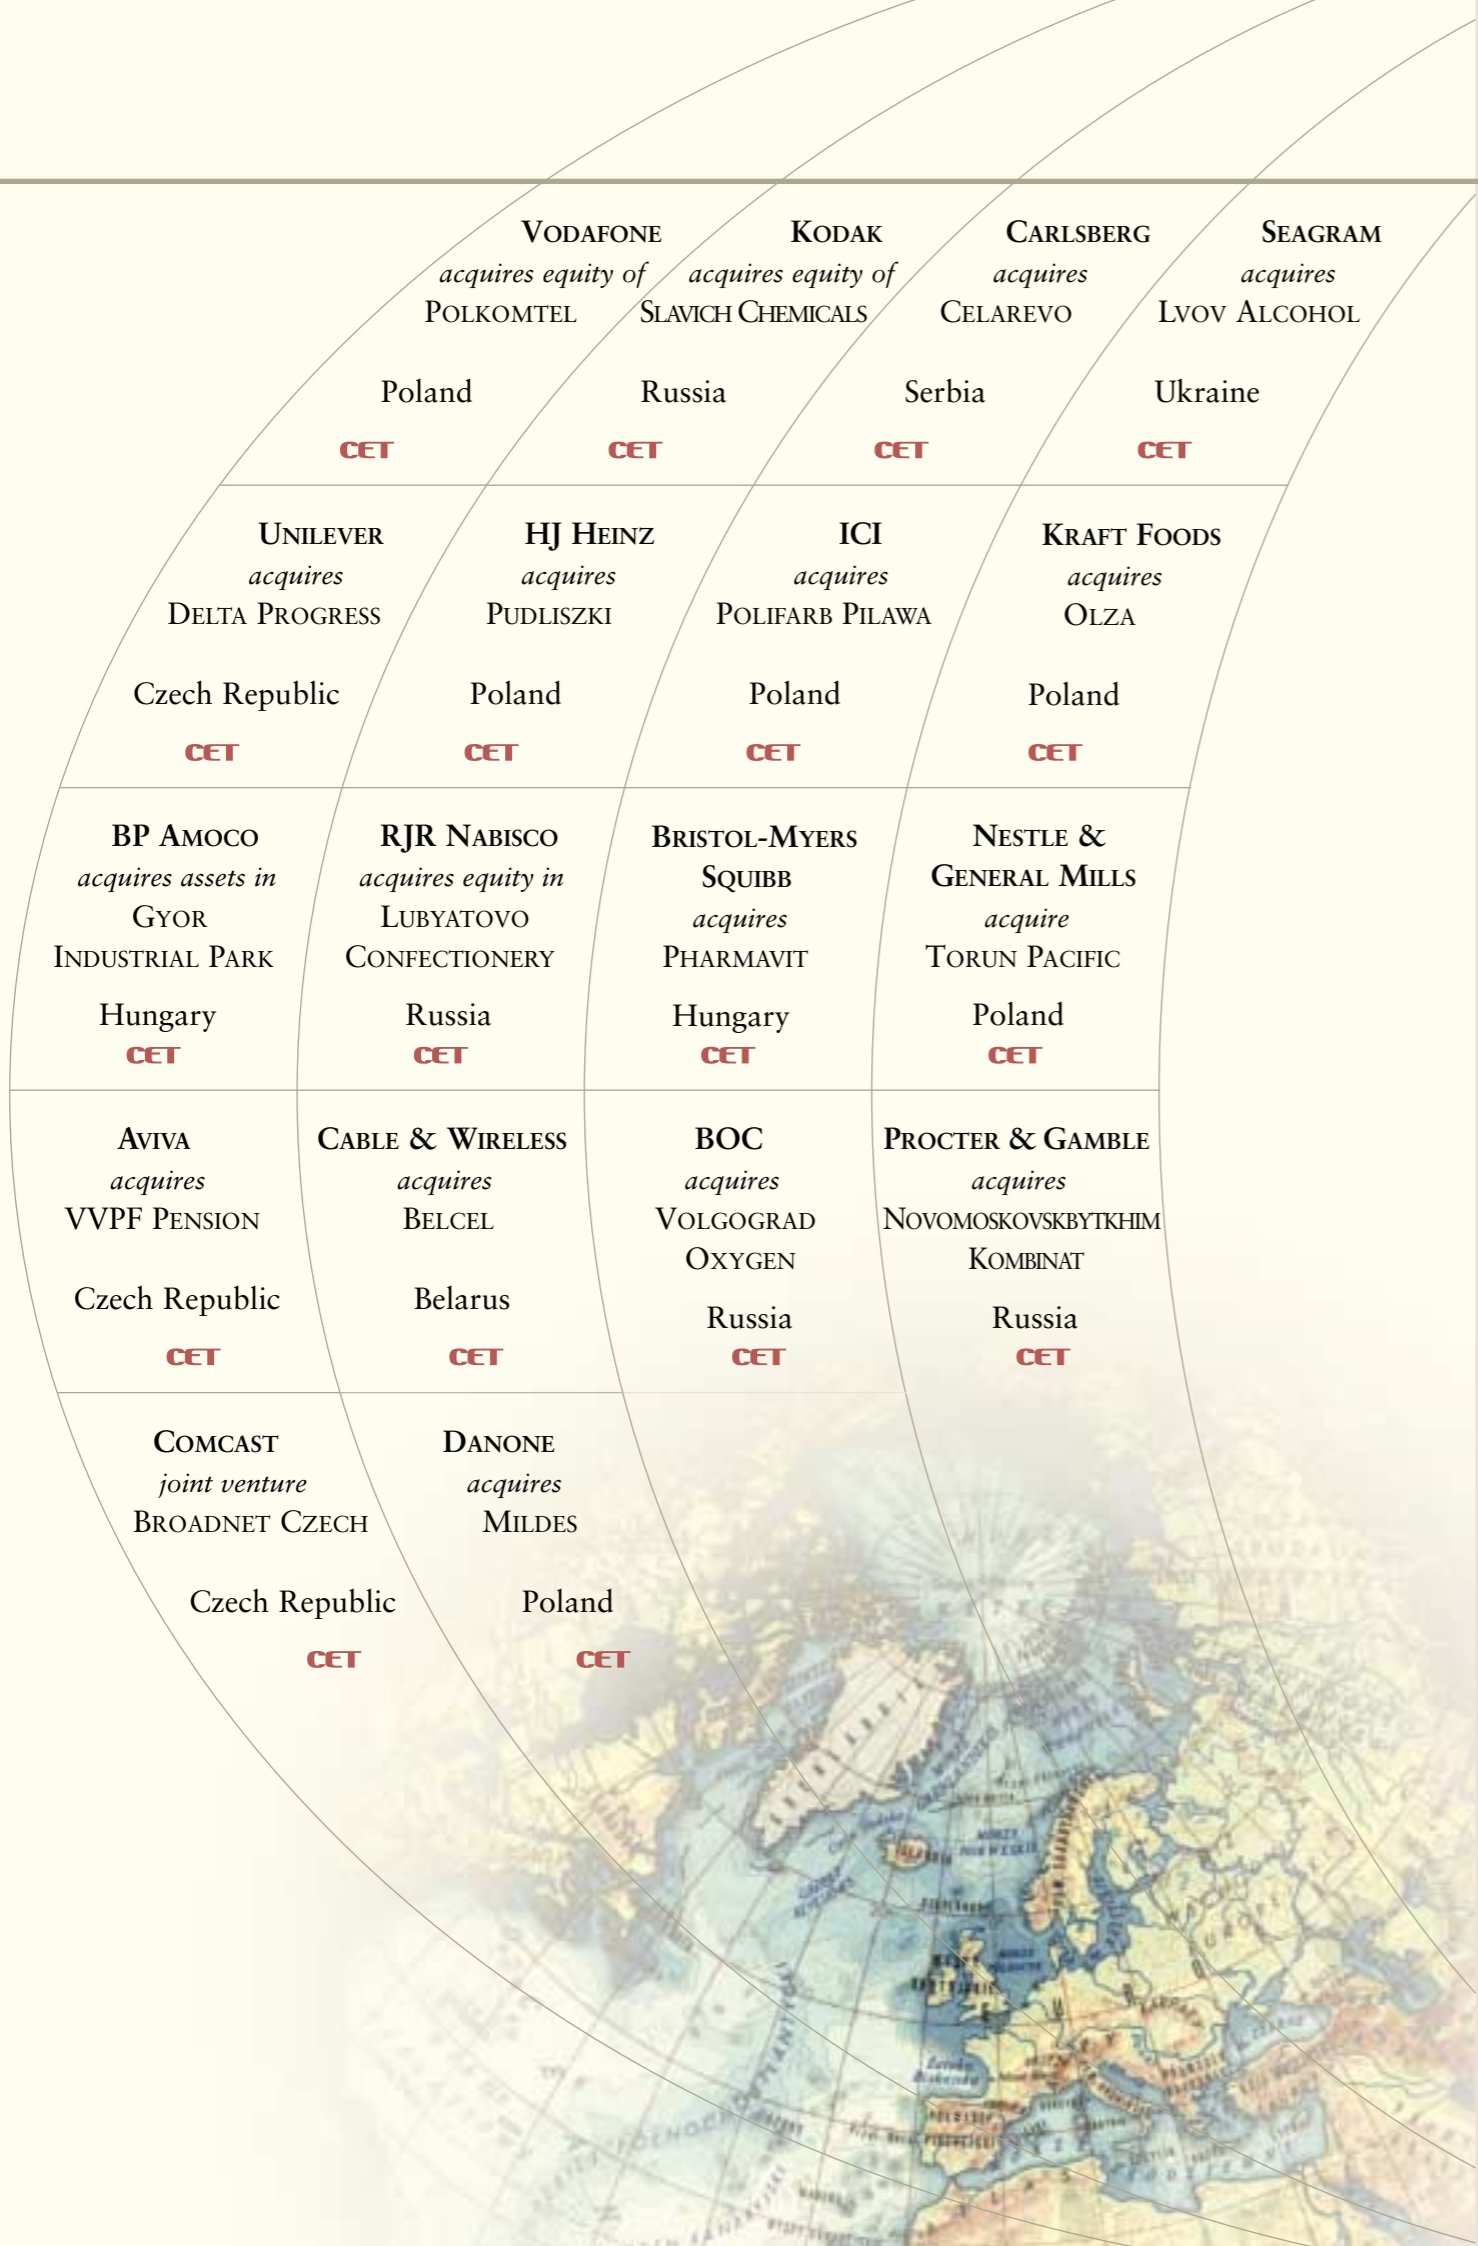 VODAFONE
acquires equity of
POLKOMTEL
Poland
CET
KODAK
acquires equity of
SLAVICH CHEMICALS
Russia
CET
CARLSBERG
acquires
CELAREVO
Serbia
CET
SEAGRAM
acquires
LVOV ALCOHOL
Ukraine
CET
UNILEVER
acquires
DELTA PROGRESS
Czech Republic
CET
HJ HEINZ
acquires
PUDLISZKI
Poland
CET
ICI
acquires
POLIFARB PILAWA
Poland
CET
KRAFT FOODS
acquires
OLZA
Poland
CET
BP AMOCO
acquires assets in
GYOR
INDUSTRIAL PARK
Hungary
CET
RJR NABISCO
acquires equity in
LUBYATOVO
CONFECTIONERY
Russia
CET
BRISTOL-MYERS
SQUIBB
acquires
PHARMAVIT
Hungary
CET
NESTLE &
GENERAL MILLS
acquire
TORUN PACIFIC
Poland
CET
AVIVA
acquires
VVPF PENSION
Czech Republic
CET
CABLE & WIRELESS
acquires
BELCEL
Belarus
CET
BOC
acquires
VOLGOGRAD
OXYGEN
Russia
CET
PROCTER & GAMBLE
acquires
NOVOMOSKOVSKBYTKHIM
KOMBINAT
Russia
CET
COMCAST
joint venture
BROADNET CZECH
Czech Republic
CET
DANONE
acquires
MILDES
Poland
CET